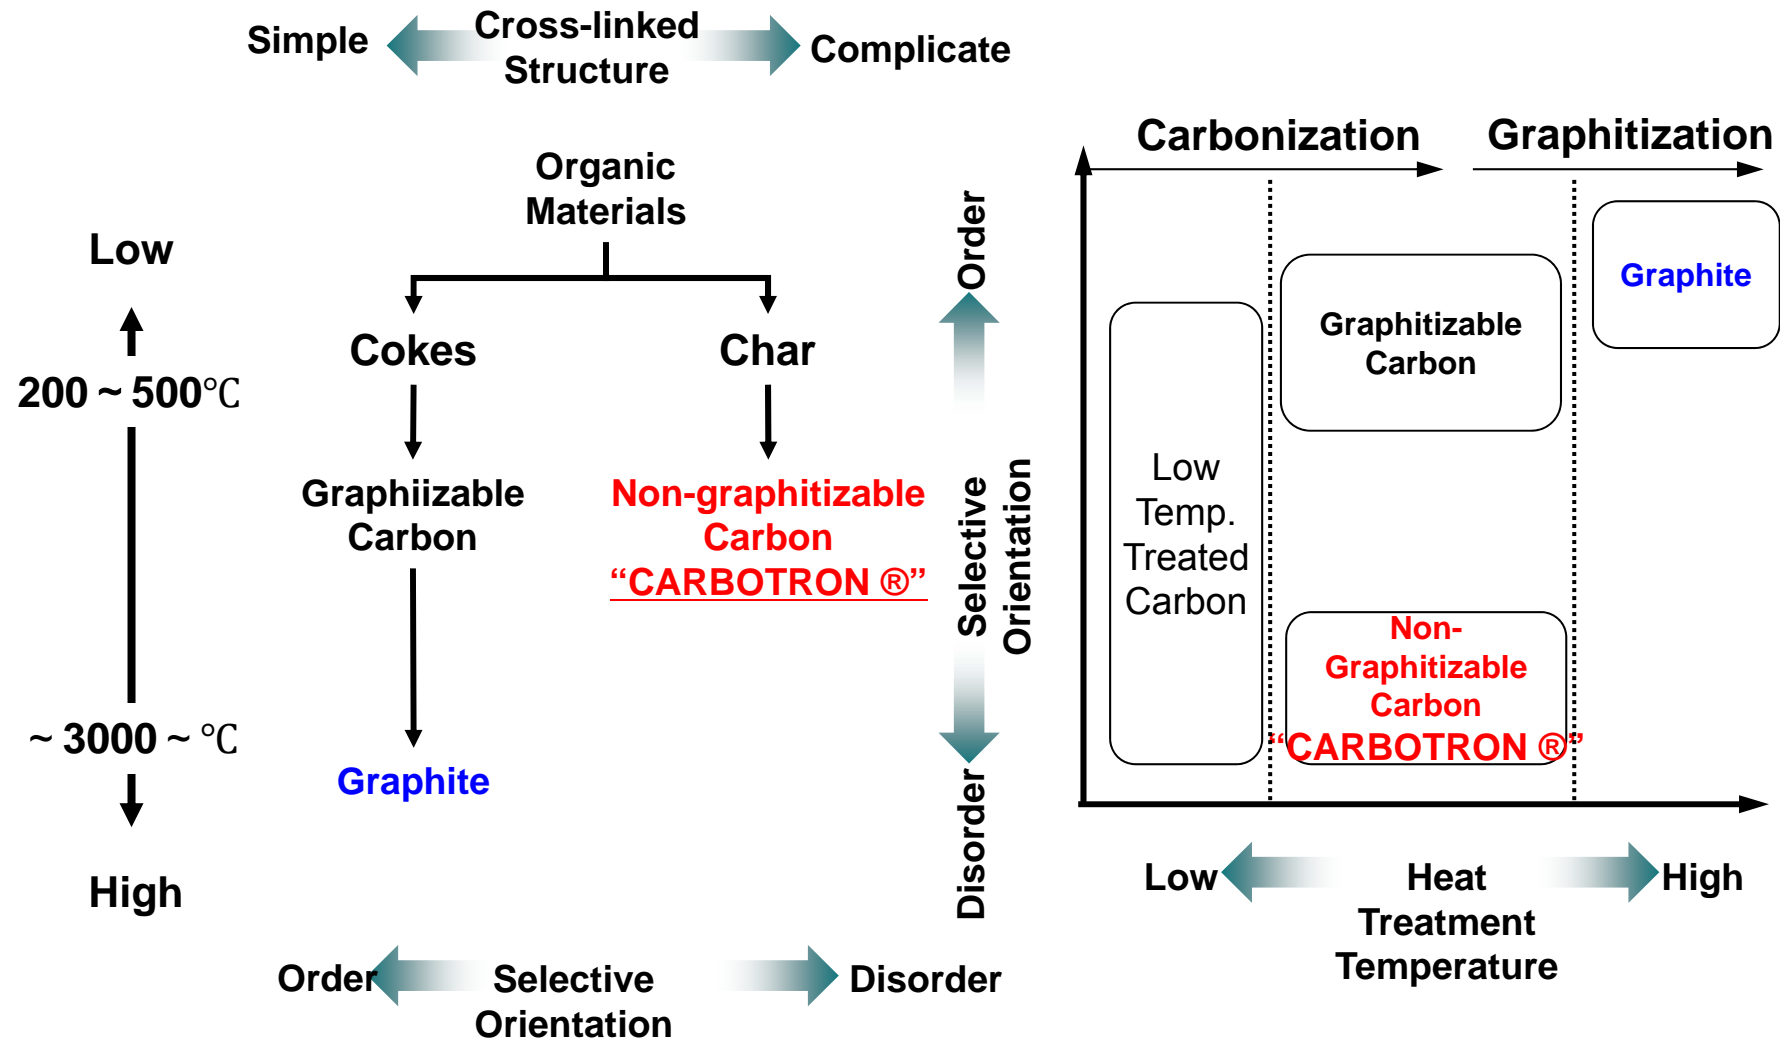 Simple
Cross-linked
Structure
Complicate
Organic
Materials
Low
200 ~ 500℃
~ 3000 ~ ℃
High
Cokes
Char
Graphiizable
Carbon
Non-graphitizable
Carbon
“CARBOTRON ®”
Graphite
Order
Selective
Orientation
Disorder
Order
Selective
Orientation
Disorder
Carbonization
Graphitization
Low
Temp.
Treated
Carbon
Graphitizable
Carbon
Graphite
Non-
Graphitizable
Carbon
“CARBOTRON ®”
Low
Heat
Treatment
Temperature
High